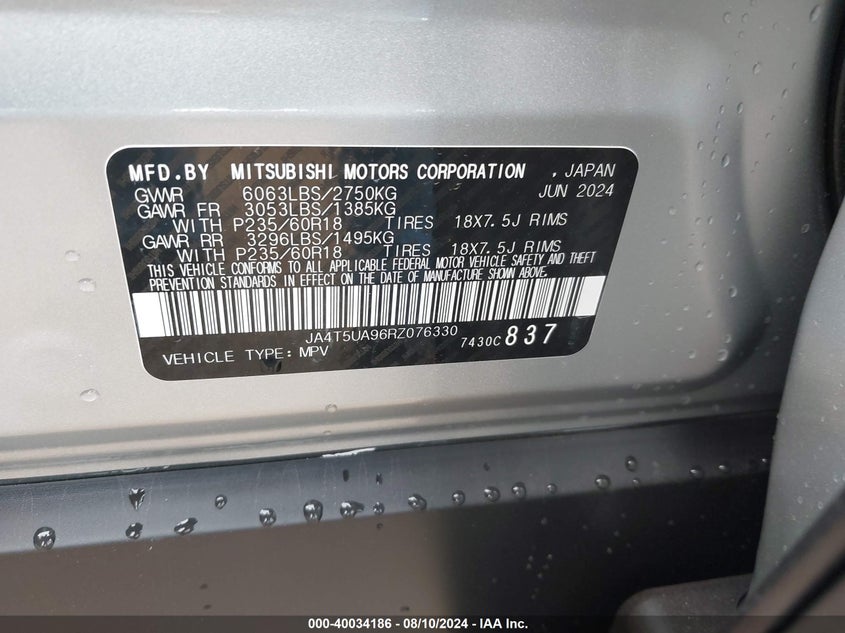 MFD.BY MITSUBISHI MOTORS CORPORATION , JAPAN
GVWR 6063LBS/2750KG JUN 2024
GAWR FR 3053LBS/1385KG
WITH P235/60R18 TIRES 18X7.5J RIMS
GAWR RR 3296LBS/1495KG
WITH P235/60R18 TIRES 18X7.5J RIMS
THIS VEHICLE CONFORMS TO ALL APPLICABLE FEDERAL MOTOR VEHICLE SAFETY AND THEFT
PREVENTION STANDARDS IN EFFECT ON THE DATE OF MANUFACTURE SHOWN ABOVE.
JA4T5UA96RZ076330
VEHICLE TYPE: MPV 7430C 837
000-40034186 - 08/10/2024 - IAA Inc.